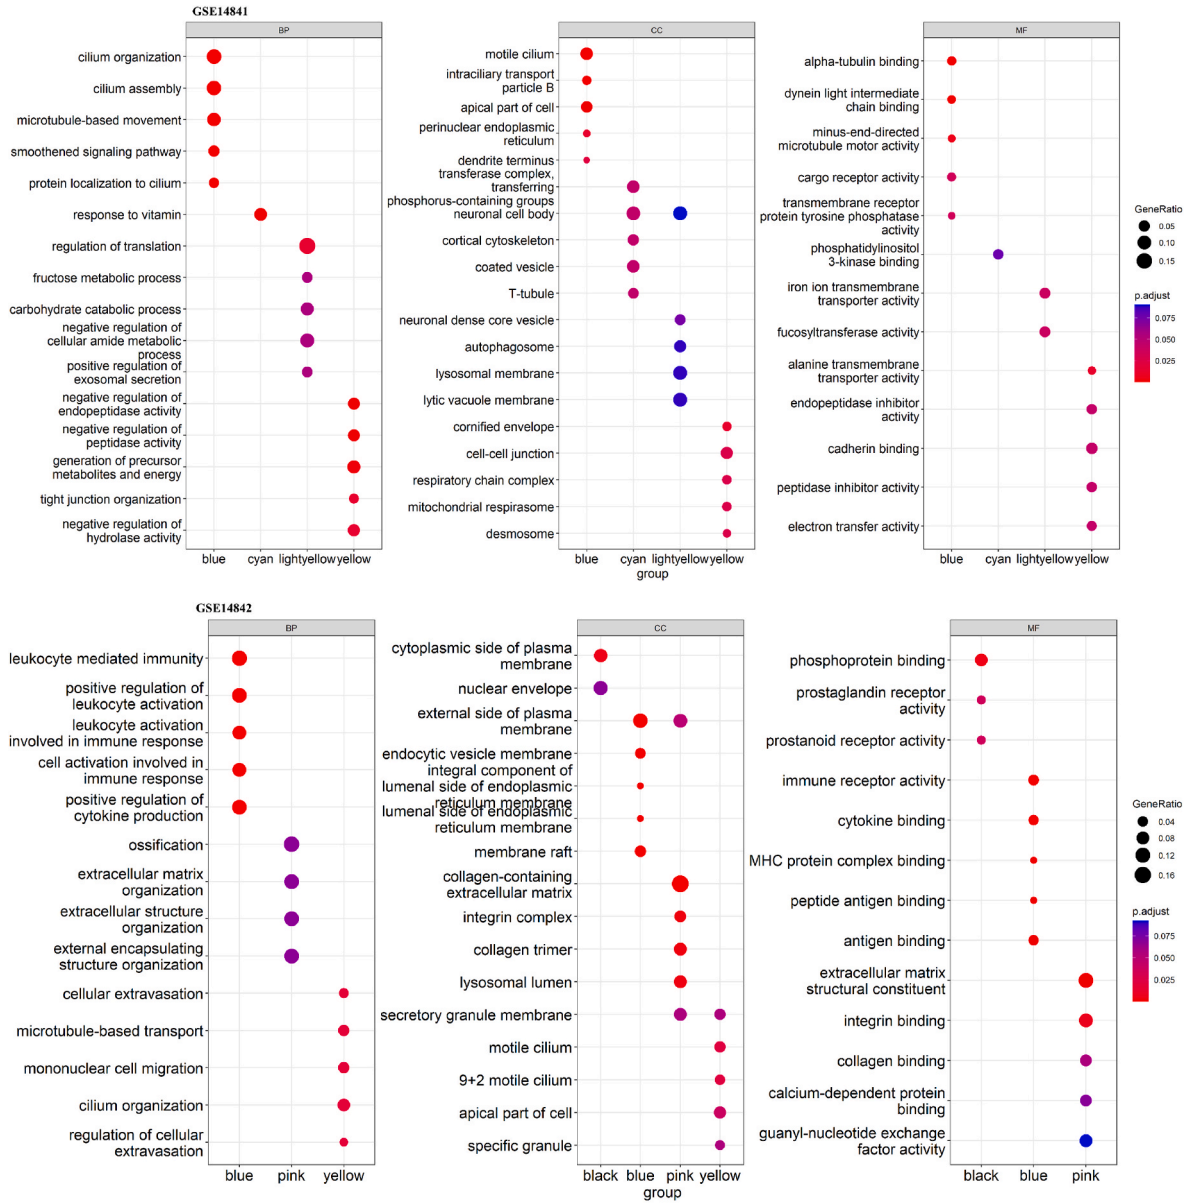 GSE14841
BP
cilium organization
cilium assembly
microtubule-based movement
smoothened signaling pathway
protein localization to cilium
response to vitamin
regulation of translation
fructose metabolic process
carbohydrate catabolic process
negative regulation of
cellular amide metabolic
process
positive regulation of
exosomal secretion
negative regulation of
endopeptidase activity
negative regulation of
peptidase activity
generation of precursor
metabolites and energy
tight junction organization
negative regulation of
hydrolase activity
blue cyan lightyellow yellow
CC
motile cilium
intraciliary transport
particle B
apical part of cell
perinuclear endoplasmic
reticulum
dendrite terminus
transferase complex,
transferring
phosphorus-containing groups
neuronal cell body
cortical cytoskeleton
coated vesicle
T-tubule
neuronal dense core vesicle
autophagosome
lysosomal membrane
lytic vacuole membrane
cornified envelope
cell-cell junction
respiratory chain complex
mitochondrial respirasome
desmosome
blue cyan lightyellow yellow
group
MF
alpha-tubulin binding
dynein light intermediate
chain binding
minus-end-directed
microtubule motor activity
cargo receptor activity
transmembrane receptor
protein tyrosine phosphatase
activity
phosphatidylinositol
3-kinase binding
iron ion transmembrane
transporter activity
fucosyltransferase activity
alanine transmembrane
transporter activity
endopeptidase inhibitor
activity
cadherin binding
peptidase inhibitor activity
electron transfer activity
blue cyan lightyellow yellow
GeneRatio
0.05
0.10
0.15
p.adjust
0.075
0.050
0.025
GSE14842
BP
leukocyte mediated immunity
positive regulation of
leukocyte activation
leukocyte activation
involved in immune response
cell activation involved in
immune response
positive regulation of
cytokine production
ossification
extracellular matrix
organization
extracellular structure
organization
external encapsulating
structure organization
cellular extravasation
microtubule-based transport
mononuclear cell migration
cilium organization
regulation of cellular
extravasation
blue pink yellow
CC
cytoplasmic side of plasma
membrane
nuclear envelope
external side of plasma
membrane
endocytic vesicle membrane
integral component of
lumenal side of endoplasmic
reticulum membrane
lumenal side of endoplasmic
reticulum membrane
membrane raft
collagen-containing
extracellular matrix
integrin complex
collagen trimer
lysosomal lumen
secretory granule membrane
motile cilium
9+2 motile cilium
apical part of cell
specific granule
black blue pink yellow
group
MF
phosphoprotein binding
prostaglandin receptor
activity
prostanoid receptor activity
immune receptor activity
cytokine binding
MHC protein complex binding
peptide antigen binding
antigen binding
extracellular matrix
structural constituent
integrin binding
collagen binding
calcium-dependent protein
binding
guanyl-nucleotide exchange
factor activity
black blue pink
GeneRatio
0.04
0.08
0.12
0.16
p.adjust
0.075
0.050
0.025